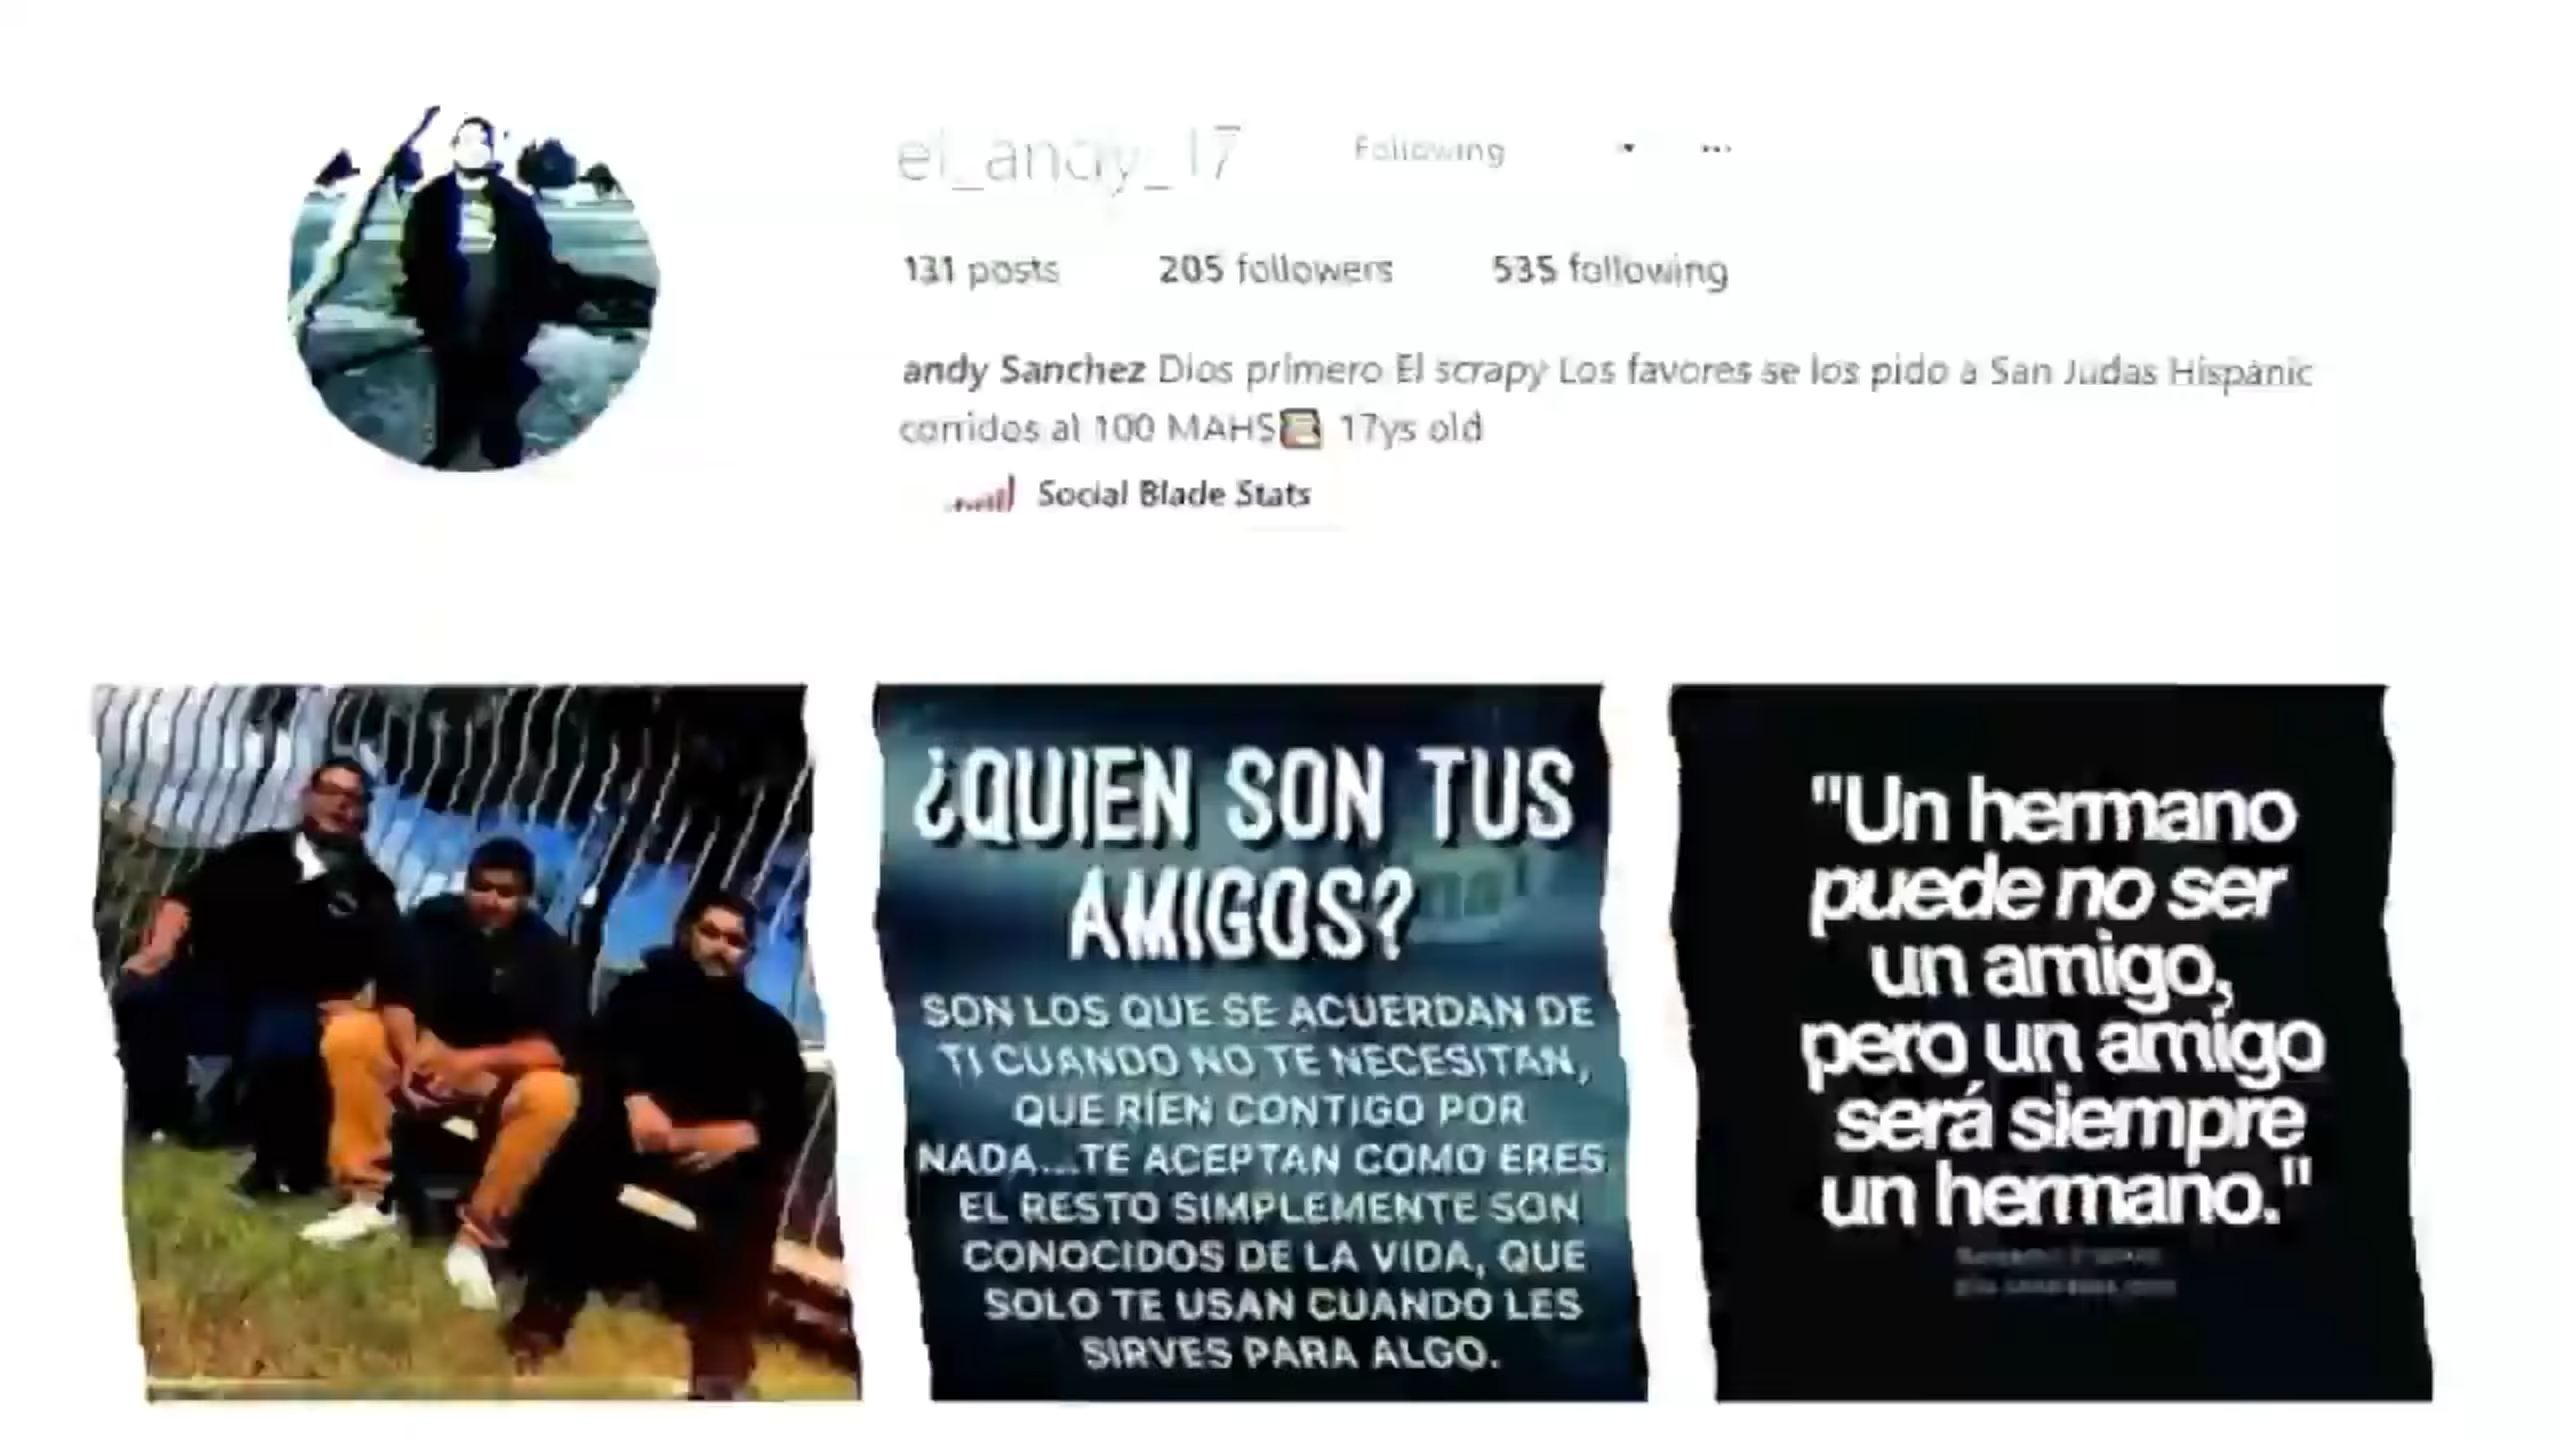 el_andy_17 Following
131 posts 205 followers 535 following
andy Sanchez Dios primero El scrapy Los favores se los pido a San Judas Hispanic
corridos al 100 MAHS 17ys old
Social Blade Stats
¿QUIEN SON TUS
AMIGOS?
SON LOS QUE SE ACUERDAN DE
TI CUANDO NO TE NECESITAN,
QUE RÍEN CONTIGO POR
NADA...TE ACEPTAN COMO ERES
EL RESTO SIMPLEMENTE SON
CONOCIDOS DE LA VIDA, QUE
SOLO TE USAN CUANDO LES
SIRVES PARA ALGO.
"Un hermano
puede no ser
un amigo,
pero un amigo
será siempre
un hermano."